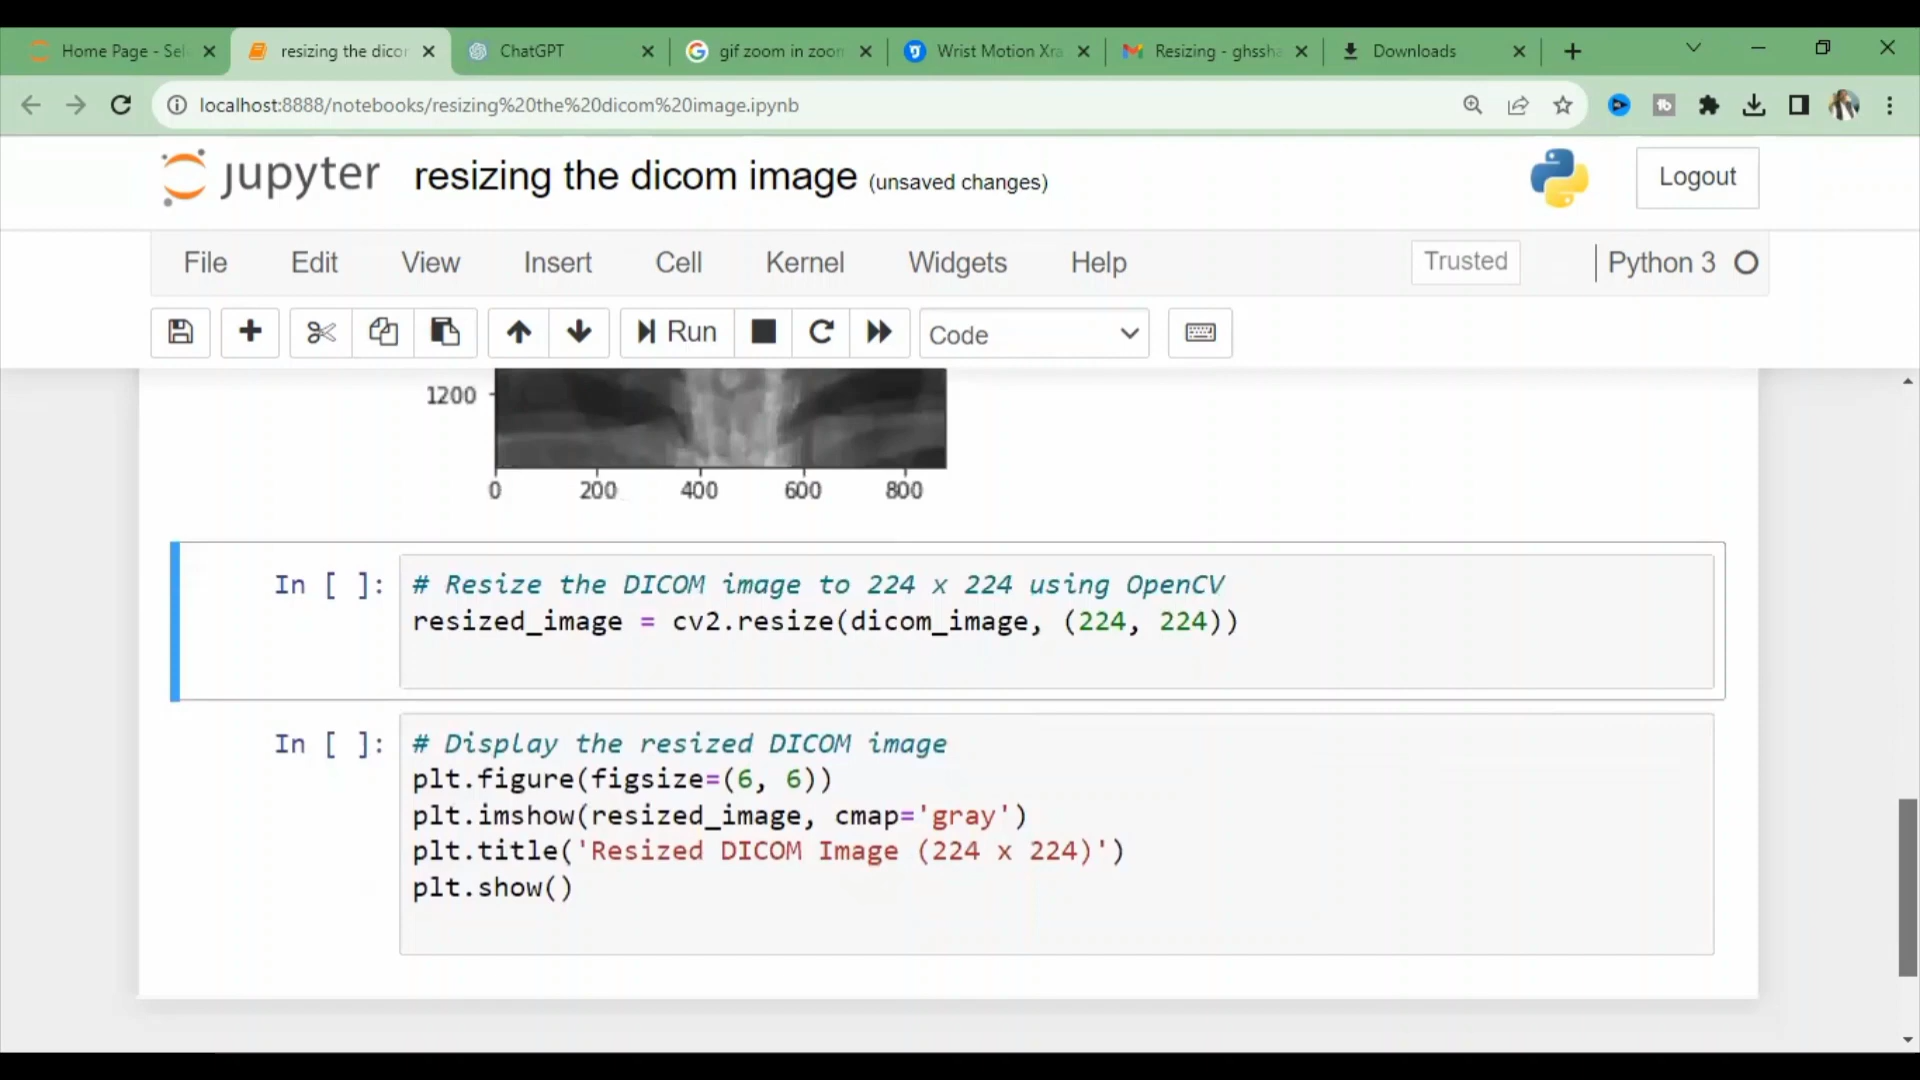 Home Page - Sel
resizing the dicor
ChatGPT
gif zoom in zoor
Wrist Motion Xra
Resizing - ghssha
Downloads
localhost:8888/notebooks/resizing%20the%20dicom%20image.ipynb
jupyter
resizing the dicom image (unsaved changes)
Logout
File Edit View Insert Cell Kernel Widgets Help
Trusted
Python 3
Run
Code
1200
0 200 400 600 800
In [ ]:
# Resize the DICOM image to 224 x 224 using OpenCV
resized_image = cv2.resize(dicom_image, (224, 224))
In [ ]:
# Display the resized DICOM image
plt.figure(figsize=(6, 6))
plt.imshow(resized_image, cmap='gray')
plt.title('Resized DICOM Image (224 x 224)')
plt.show()